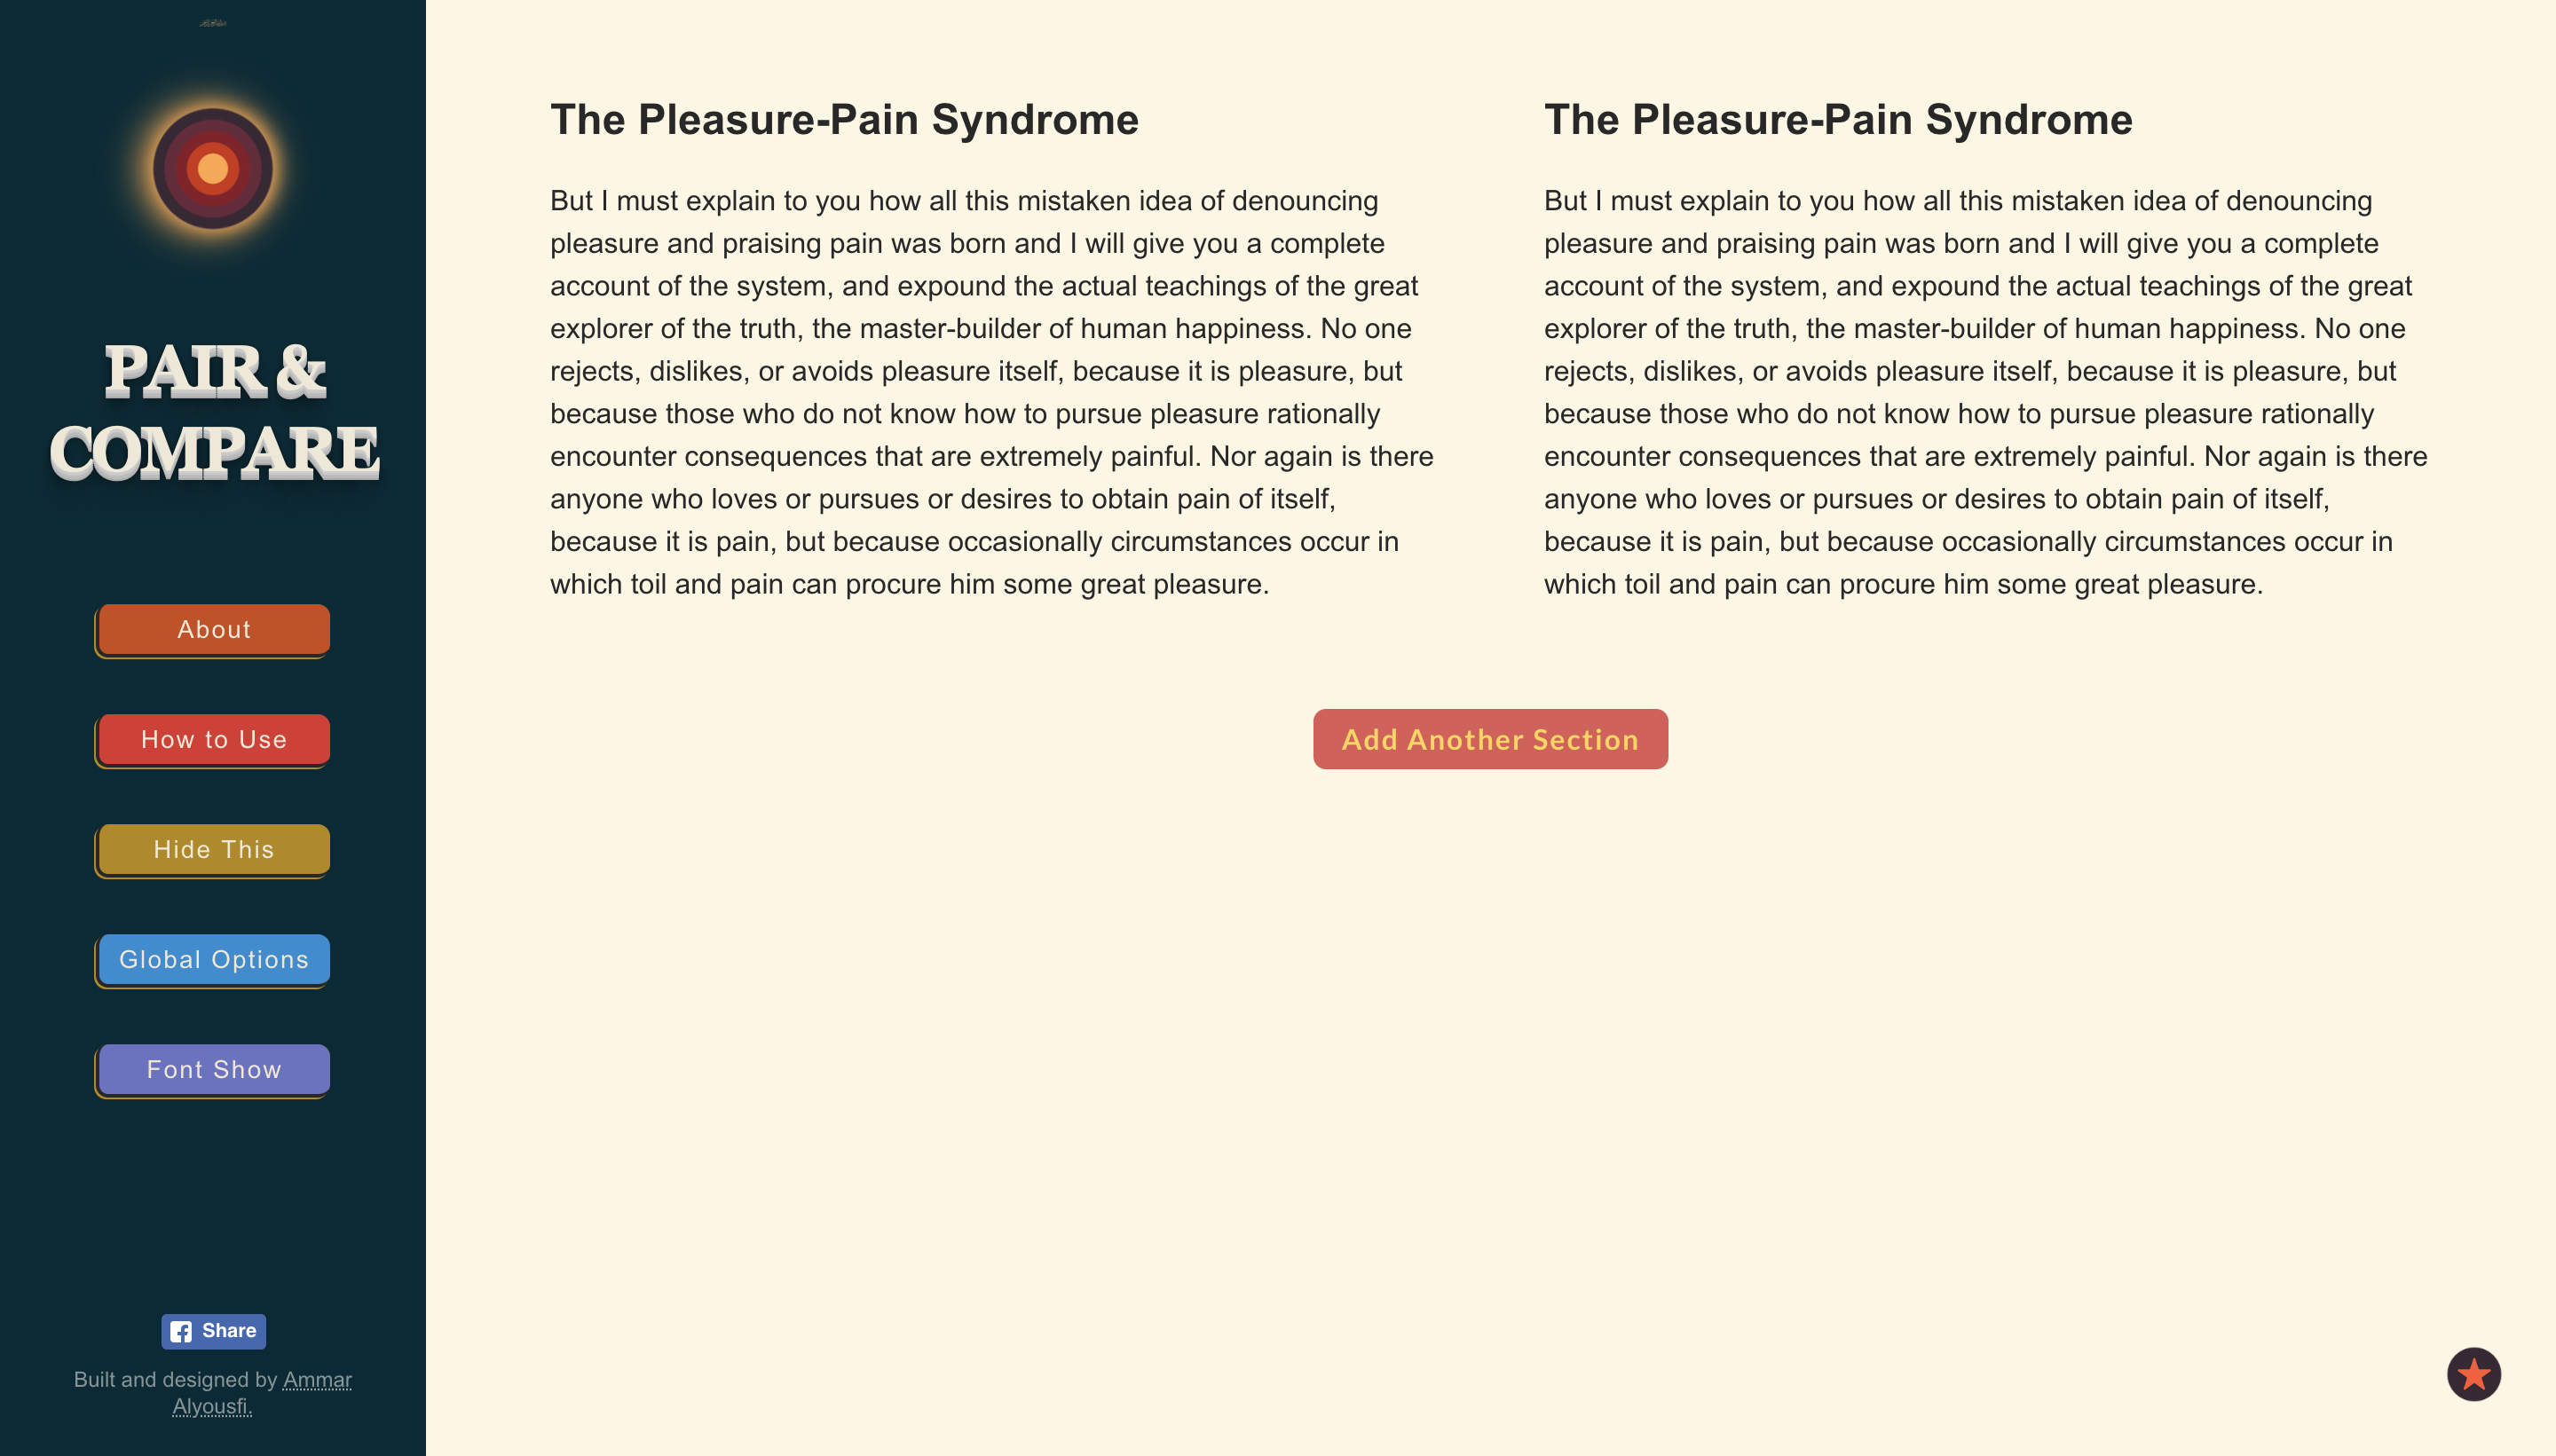 PAIR &
COMPARE
About
How to Use
Hide This
Global Options
Font Show
Share
Built and designed by Ammar
Alyousfi.
The Pleasure-Pain Syndrome
But I must explain to you how all this mistaken idea of denouncing
pleasure and praising pain was born and I will give you a complete
account of the system, and expound the actual teachings of the great
explorer of the truth, the master-builder of human happiness. No one
rejects, dislikes, or avoids pleasure itself, because it is pleasure, but
because those who do not know how to pursue pleasure rationally
encounter consequences that are extremely painful. Nor again is there
anyone who loves or pursues or desires to obtain pain of itself,
because it is pain, but because occasionally circumstances occur in
which toil and pain can procure him some great pleasure.
The Pleasure-Pain Syndrome
But I must explain to you how all this mistaken idea of denouncing
pleasure and praising pain was born and I will give you a complete
account of the system, and expound the actual teachings of the great
explorer of the truth, the master-builder of human happiness. No one
rejects, dislikes, or avoids pleasure itself, because it is pleasure, but
because those who do not know how to pursue pleasure rationally
encounter consequences that are extremely painful. Nor again is there
anyone who loves or pursues or desires to obtain pain of itself,
because it is pain, but because occasionally circumstances occur in
which toil and pain can procure him some great pleasure.
Add Another Section